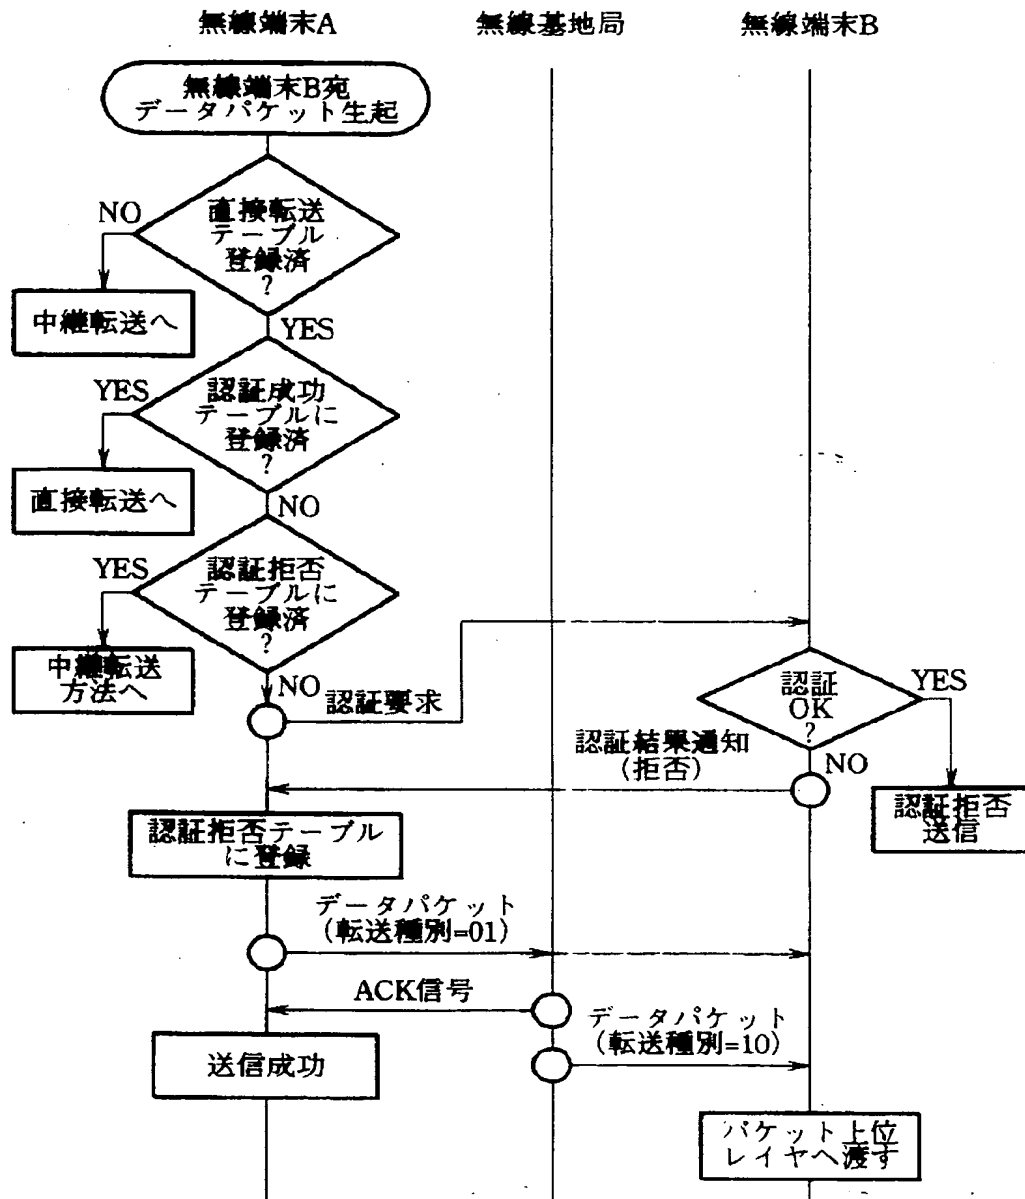 無線端末A
無線基地局
無線端末B
無線端末B宛
データパケット生起
直接転送
テーブル
登録済
?
NO
中継転送へ
YES
認証成功
テーブルに
登録済
?
YES
直接転送へ
NO
認証拒否
テーブルに
登録済
?
YES
中継転送
方法へ
NO
認証要求
認証
OK
?
YES
認証結果通知
(拒否)
NO
認証拒否
送信
認証拒否テーブル
に登録
データパケット
(転送種別=01)
ACK信号
データパケット
(転送種別=10)
送信成功
パケット上位
レイヤへ渡す